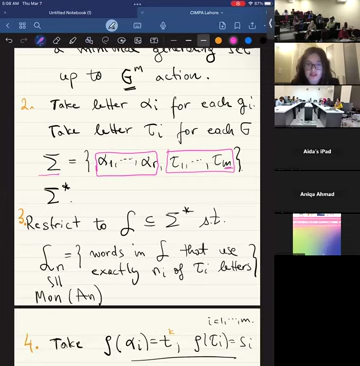 5:08 AM Thu Mar 7
67%
Untitled Notebook (1)
CIMPA Lahore
a minimal generating set
up to G^m action.
2. Take letter αi for each gi.
Take letter τi for each G
Σ = { α1, ..., αr, τ1, ..., τm }
Σ*.
3. Restrict to L ⊆ Σ* s.t.
Ln = { words in L that use exactly ni of τi letters }
Mon (An)
i=1, ..., m.
4. Take ρ(αi) = t^k, ρ(τi) = si
Aida's iPad
Aniqa Ahmad